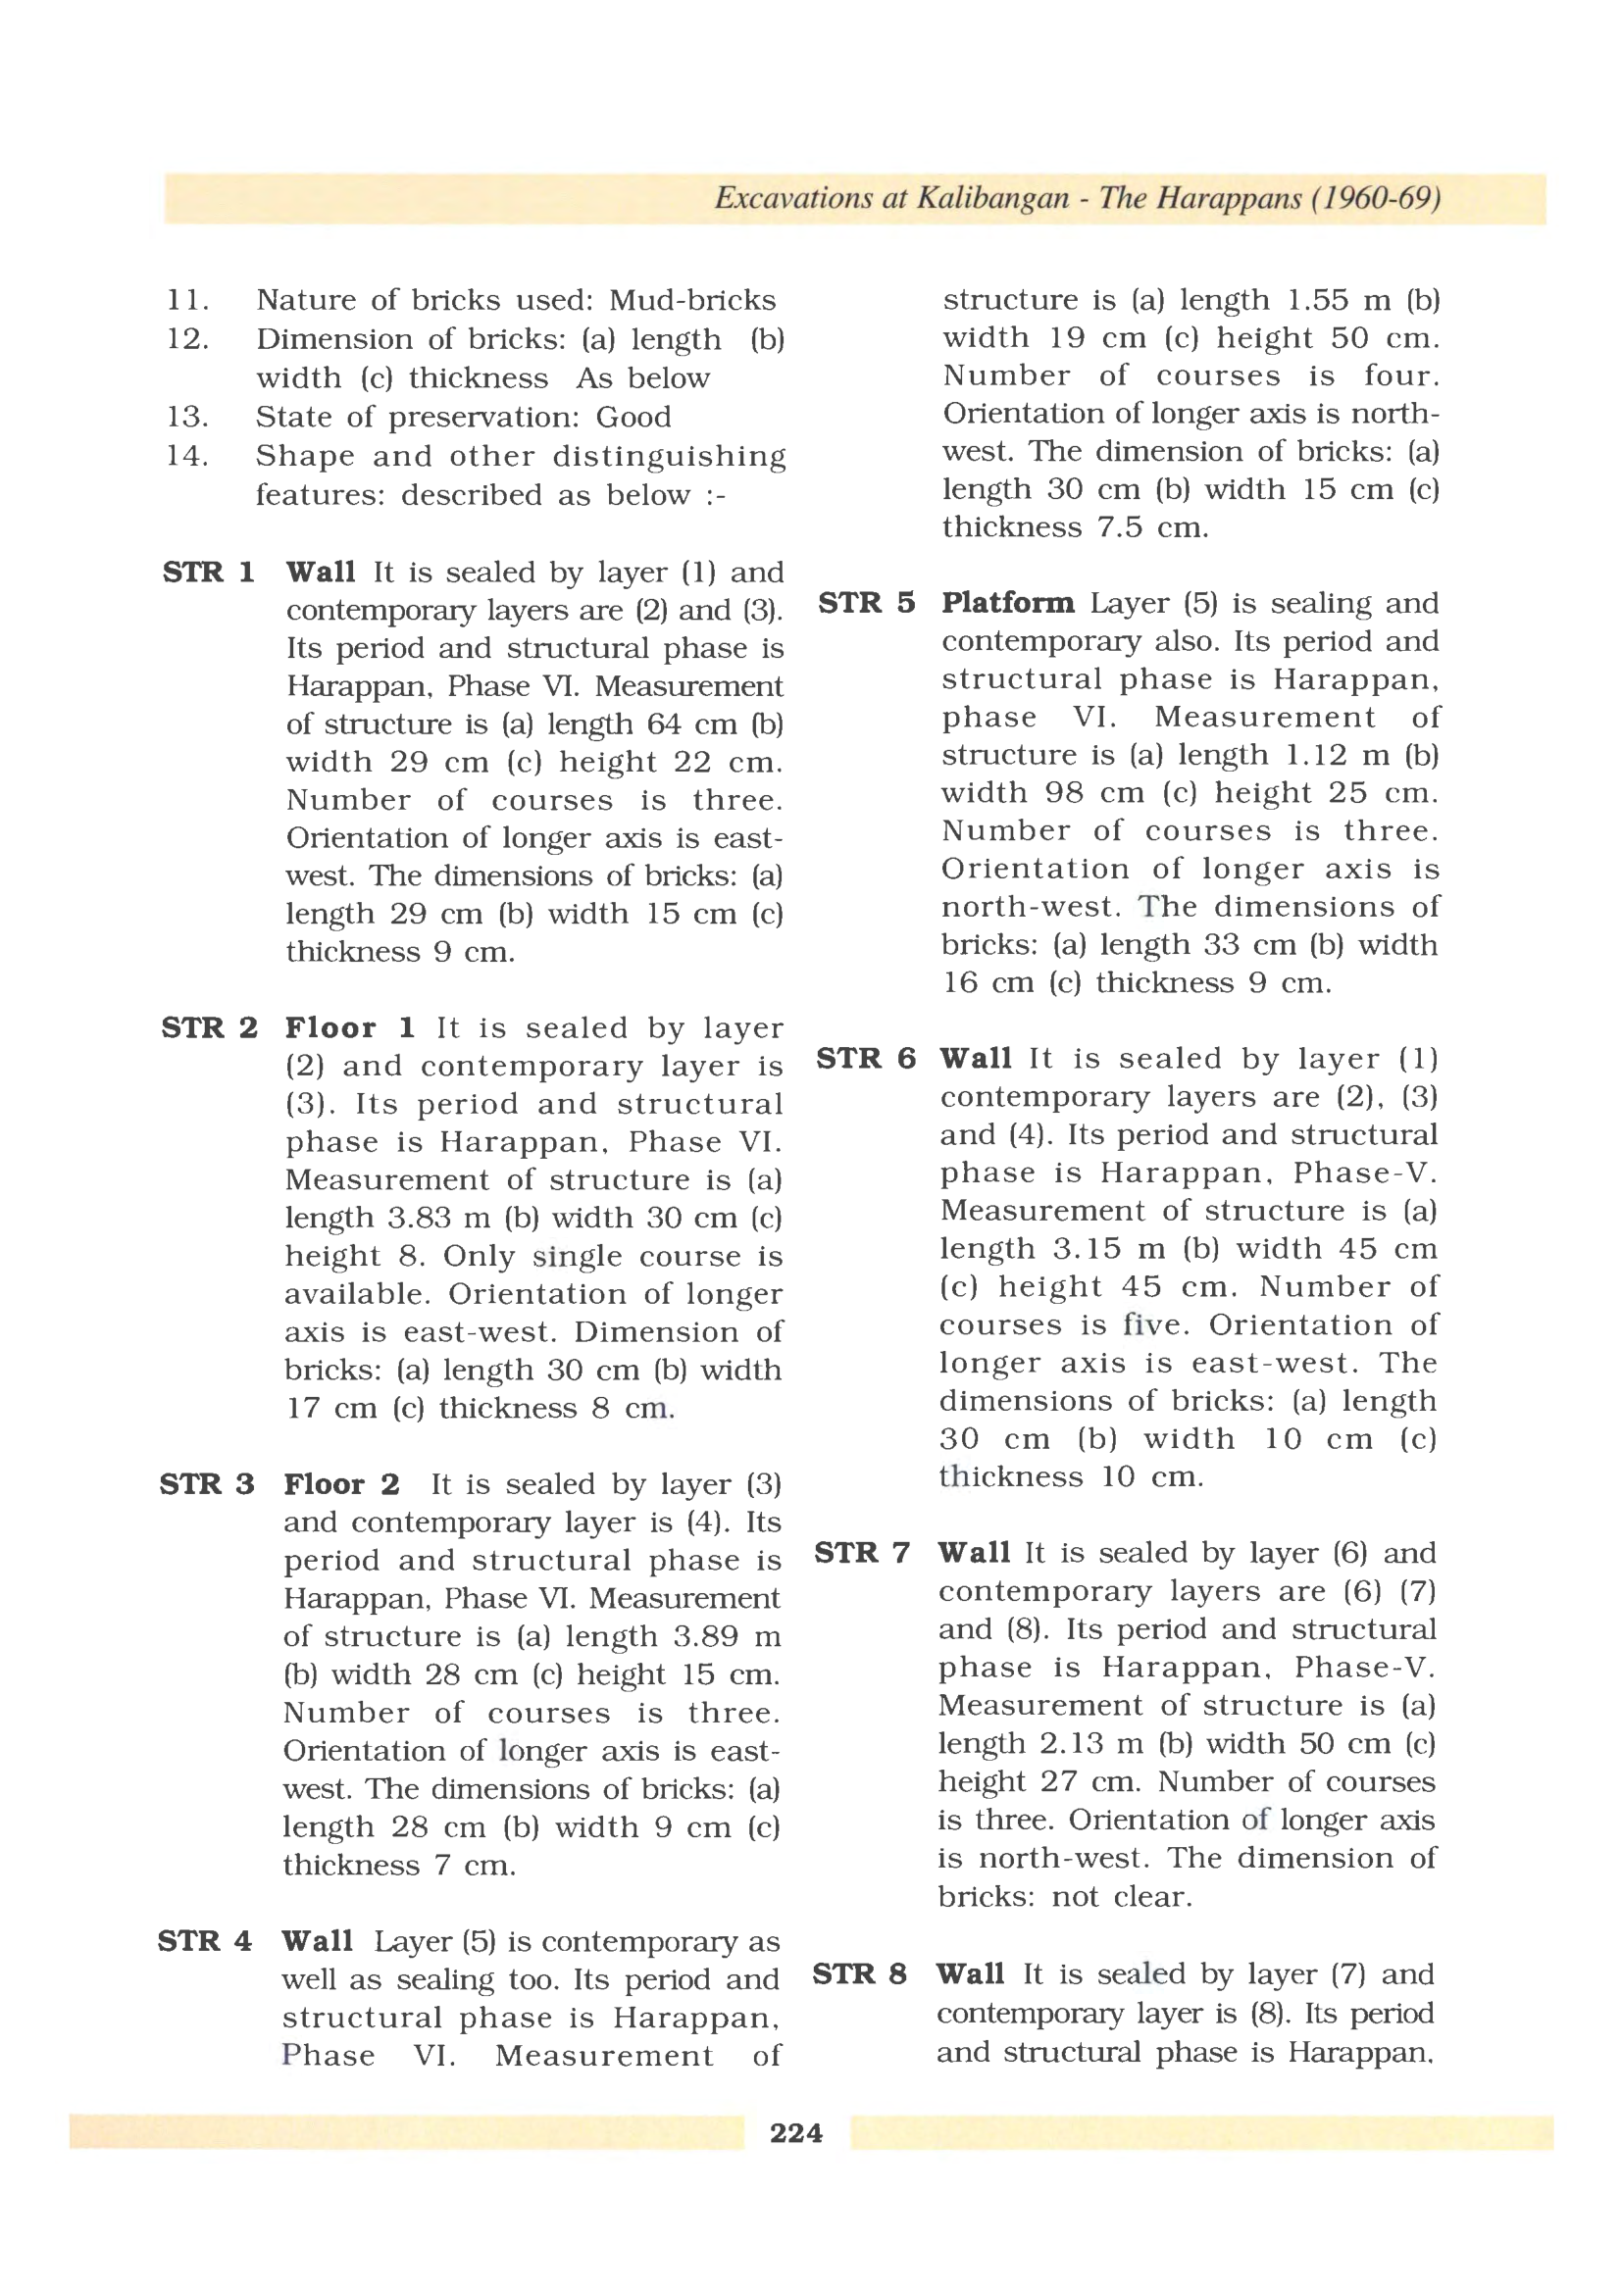 Excavations at Kalibangan - The Harappans (1960-69)
11. Nature of bricks used: Mud-bricks
12. Dimension of bricks: (a) length (b)
width (c) thickness As below
13. State of preservation: Good
14. Shape and other distinguishing
features: described as below :-
STR 1 Wall It is sealed by layer (1) and
contemporary layers are (2) and (3).
Its period and structural phase is
Harappan, Phase VI. Measurement
of structure is (a) length 64 cm (b)
width 29 cm (c) height 22 cm.
Number of courses is three.
Orientation of longer axis is east-
west. The dimensions of bricks: (a)
length 29 cm (b) width 15 cm (c)
thickness 9 cm.
STR 2 Floor 1 It is sealed by layer
(2) and contemporary layer is
(3). Its period and structural
phase is Harappan, Phase VI.
Measurement of structure is (a)
length 3.83 m (b) width 30 cm (c)
height 8. Only single course is
available. Orientation of longer
axis is east-west. Dimension of
bricks: (a) length 30 cm (b) width
17 cm (c) thickness 8 cm.
STR 3 Floor 2 It is sealed by layer (3)
and contemporary layer is (4). Its
period and structural phase is
Harappan, Phase VI. Measurement
of structure is (a) length 3.89 m
(b) width 28 cm (c) height 15 cm.
Number of courses is three.
Orientation of longer axis is east-
west. The dimensions of bricks: (a)
length 28 cm (b) width 9 cm (c)
thickness 7 cm.
STR 4 Wall Layer (5) is contemporary as
well as sealing too. Its period and
structural phase is Harappan,
Phase VI. Measurement of
structure is (a) length 1.55 m (b)
width 19 cm (c) height 50 cm.
Number of courses is four.
Orientation of longer axis is north-
west. The dimension of bricks: (a)
length 30 cm (b) width 15 cm (c)
thickness 7.5 cm.
STR 5 Platform Layer (5) is sealing and
contemporary also. Its period and
structural phase is Harappan,
phase VI. Measurement of
structure is (a) length 1.12 m (b)
width 98 cm (c) height 25 cm.
Number of courses is three.
Orientation of longer axis is
north-west. The dimensions of
bricks: (a) length 33 cm (b) width
16 cm (c) thickness 9 cm.
STR 6 Wall It is sealed by layer (1)
contemporary layers are (2), (3)
and (4). Its period and structural
phase is Harappan, Phase-V.
Measurement of structure is (a)
length 3.15 m (b) width 45 cm
(c) height 45 cm. Number of
courses is five. Orientation of
longer axis is east-west. The
dimensions of bricks: (a) length
30 cm (b) width 10 cm (c)
thickness 10 cm.
STR 7 Wall It is sealed by layer (6) and
contemporary layers are (6) (7)
and (8). Its period and structural
phase is Harappan, Phase-V.
Measurement of structure is (a)
length 2.13 m (b) width 50 cm (c)
height 27 cm. Number of courses
is three. Orientation of longer axis
is north-west. The dimension of
bricks: not clear.
STR 8 Wall It is sealed by layer (7) and
contemporary layer is (8). Its period
and structural phase is Harappan,
224